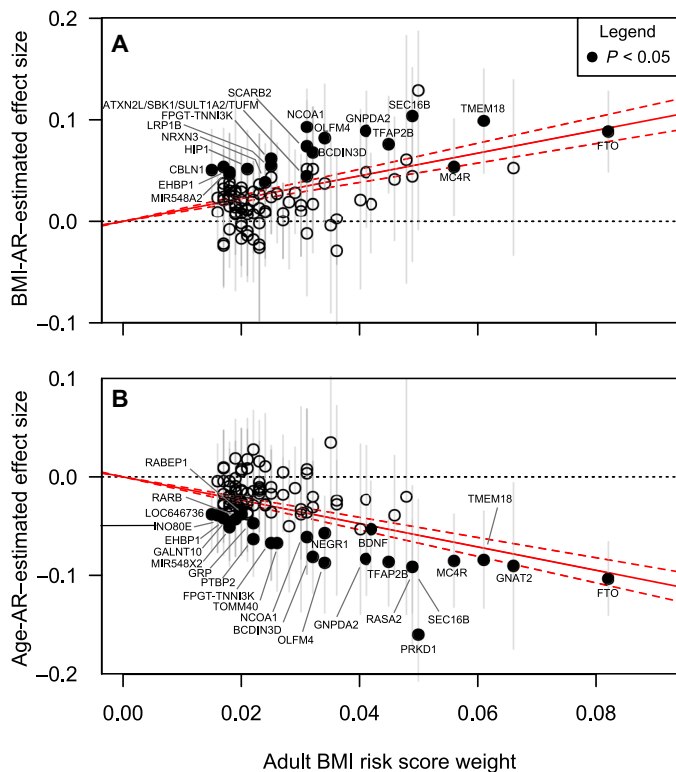 A
Legend
P < 0.05
BMI-AR–estimated effect size
0.2
0.1
0.0
–0.1
SCARB2
ATXN2L/SBK1/SULT1A2/TUFM
FPGT-TNNI3K
LRP1B
NRXN3
HIP1
CBLN1
EHBP1
MIR548A2
NCOA1
OLFM4
BCDIN3D
GNPDA2
TFAP2B
SEC16B
TMEM18
MC4R
FTO
B
Age-AR–estimated effect size
0.1
0.0
–0.1
–0.2
RABEP1
RARB
LOC646736
INO80E
EHBP1
GALNT10
MIR548X2
GRP
PTBP2
FPGT-TNNI3K
TOMM40
NCOA1
BCDIN3D
OLFM4
NEGR1
BDNF
GNPDA2
TFAP2B
RASA2
SEC16B
PRKD1
MC4R
TMEM18
GNAT2
FTO
0.00 0.02 0.04 0.06 0.08
Adult BMI risk score weight